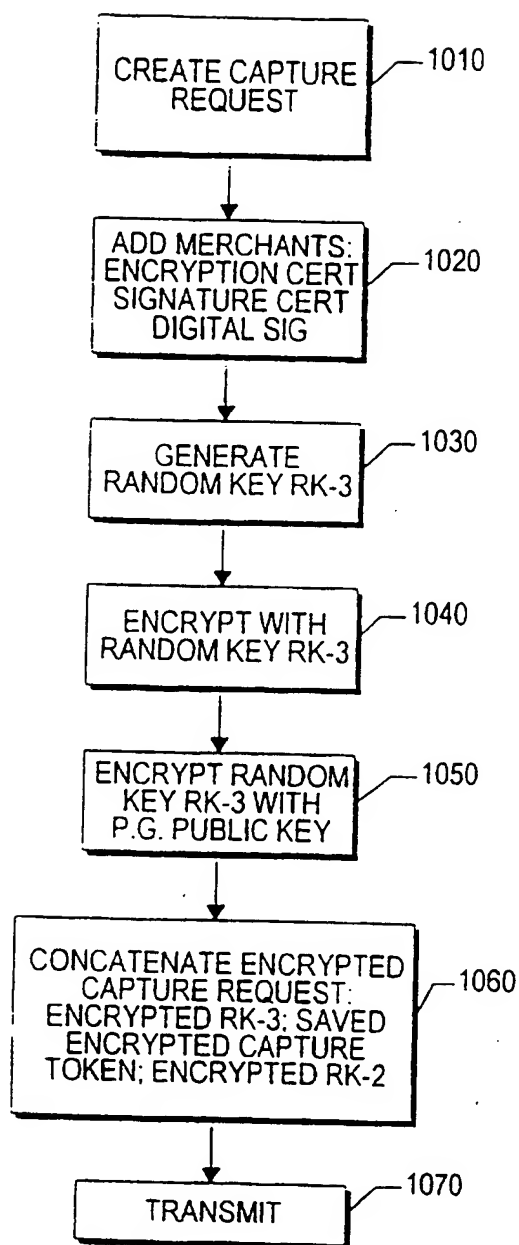 CREATE CAPTURE
REQUEST
1010
ADD MERCHANTS:
ENCRYPTION CERT
SIGNATURE CERT
DIGITAL SIG
1020
GENERATE
RANDOM KEY RK-3
1030
ENCRYPT WITH
RANDOM KEY RK-3
1040
ENCRYPT RANDOM
KEY RK-3 WITH
P.G. PUBLIC KEY
1050
CONCATENATE ENCRYPTED
CAPTURE REQUEST:
ENCRYPTED RK-3; SAVED
ENCRYPTED CAPTURE
TOKEN; ENCRYPTED RK-2
1060
TRANSMIT
1070